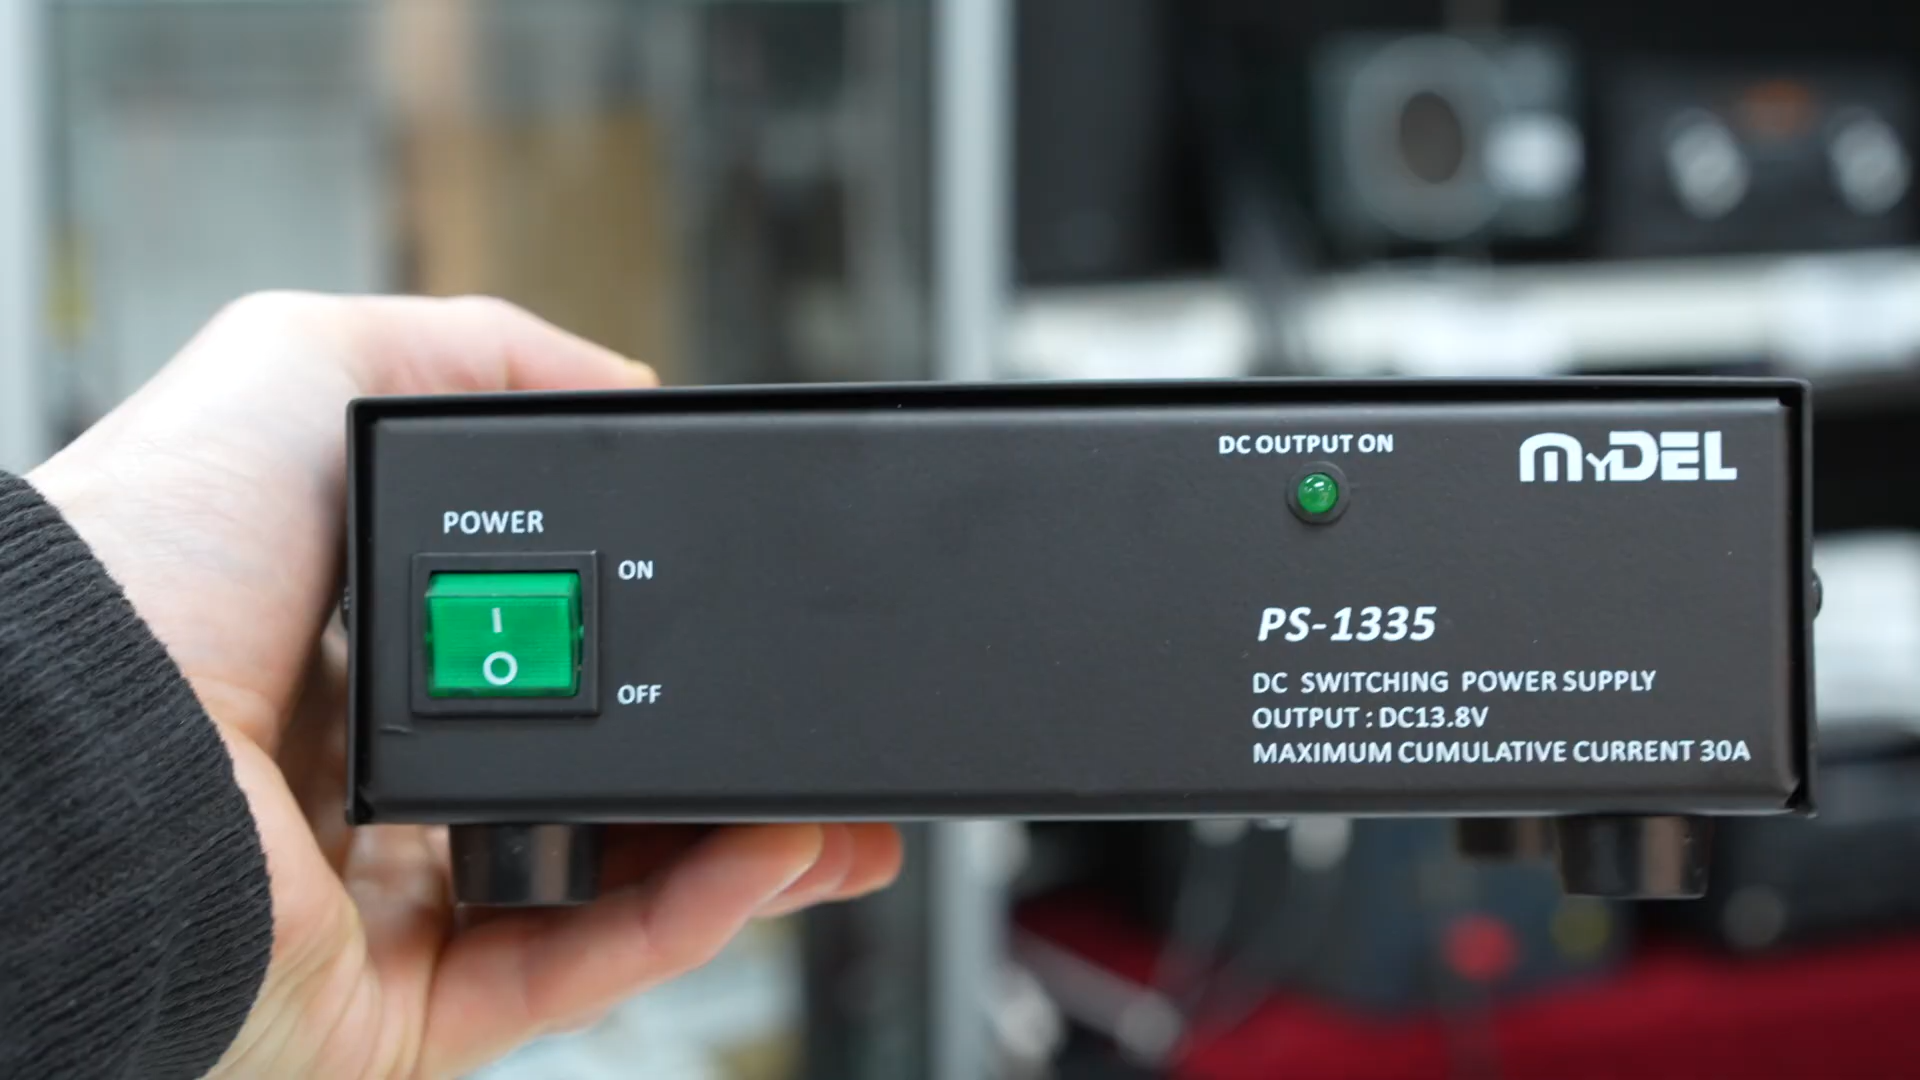 DC OUTPUT ON
MyDEL
POWER
ON
I
O
OFF
PS-1335
DC SWITCHING POWER SUPPLY
OUTPUT : DC13.8V
MAXIMUM CUMULATIVE CURRENT 30A